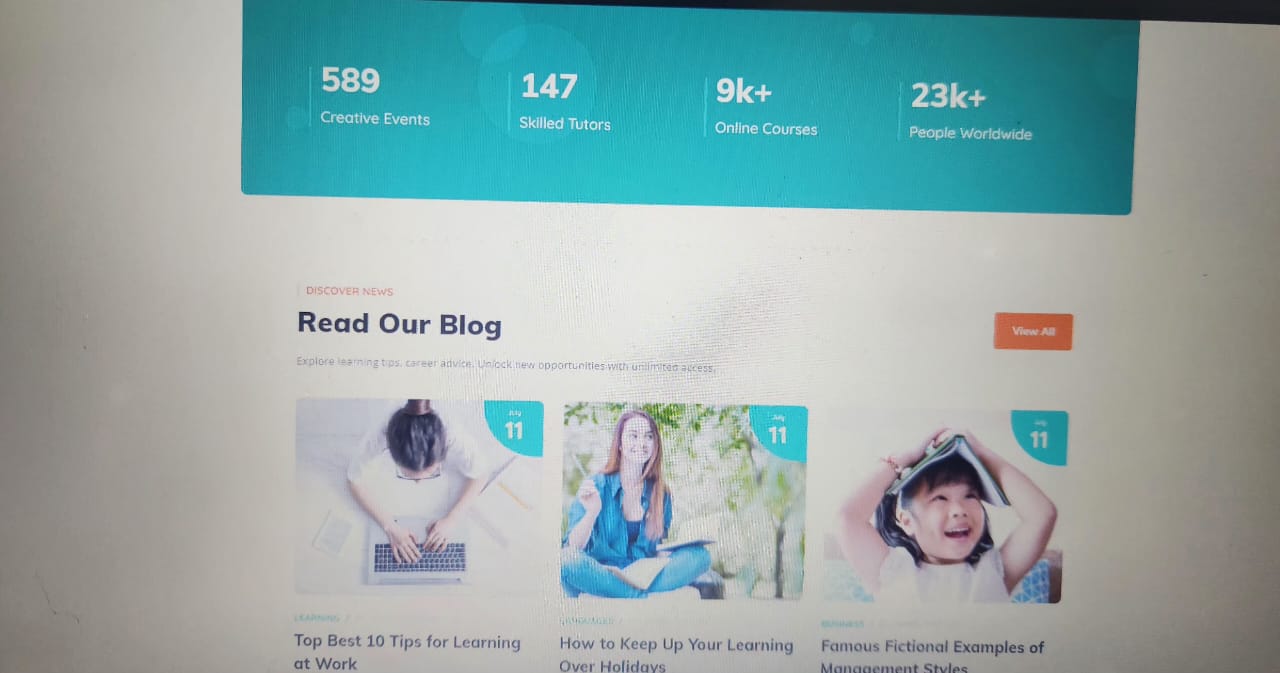 589
Creative Events
147
Skilled Tutors
9k+
Online Courses
23k+
People Worldwide
DISCOVER NEWS
Read Our Blog
View All
Explore learning tips, career advice. Unlock new opportunities with unlimited access.
July
11
July
11
July
11
LEARNING /
Top Best 10 Tips for Learning
at Work
LANGUAGES /
How to Keep Up Your Learning
Over Holidays
BUSINESS
Famous Fictional Examples of
Management Styles